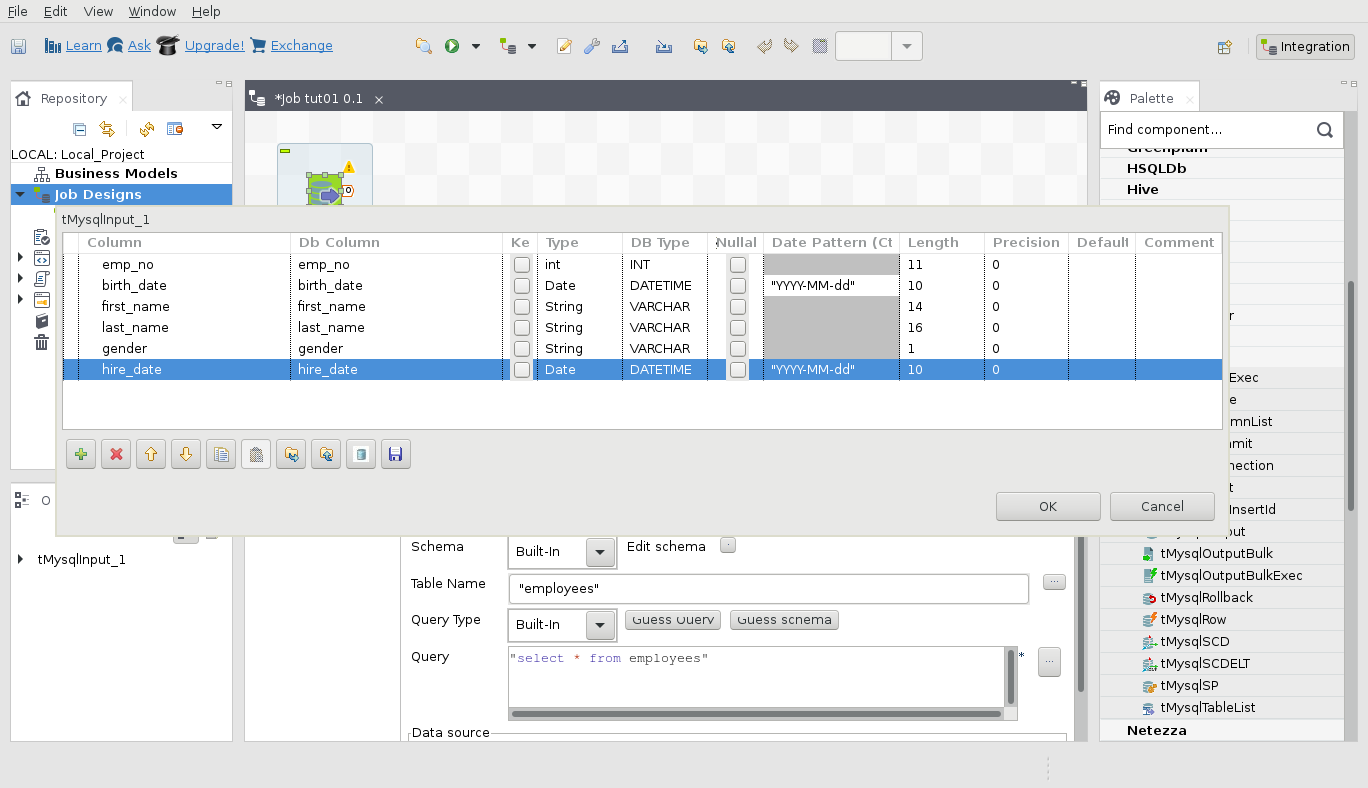 File Edit View Window Help
Learn Ask Upgrade! Exchange Integration
Repository
*Job tut01 0.1
Palette
Find component...
LOCAL: Local_Project
Business Models
Job Designs
HSQLDb
Hive
tMysqlInput_1
Column Db Column Ke Type DB Type Nullal Date Pattern (Ct Length Precision Default Comment
emp_no emp_no int INT 11 0
birth_date birth_date Date DATETIME "YYYY-MM-dd" 10 0
first_name first_name String VARCHAR 14 0
last_name last_name String VARCHAR 16 0
gender gender String VARCHAR 1 0
hire_date hire_date Date DATETIME "YYYY-MM-dd" 10 0
r
Exec
e
mnList
mit
nection
t
InsertId
OK Cancel
O
tMysqlInput_1
Schema Built-In Edit schema
Table Name "employees" ...
Query Type Built-In Guess Query Guess schema
Query "select * from employees" * ...
Data source
tMysqlOutputBulk
tMysqlOutputBulkExec
tMysqlRollback
tMysqlRow
tMysqlSCD
tMysqlSCDELT
tMysqlSP
tMysqlTableList
Netezza